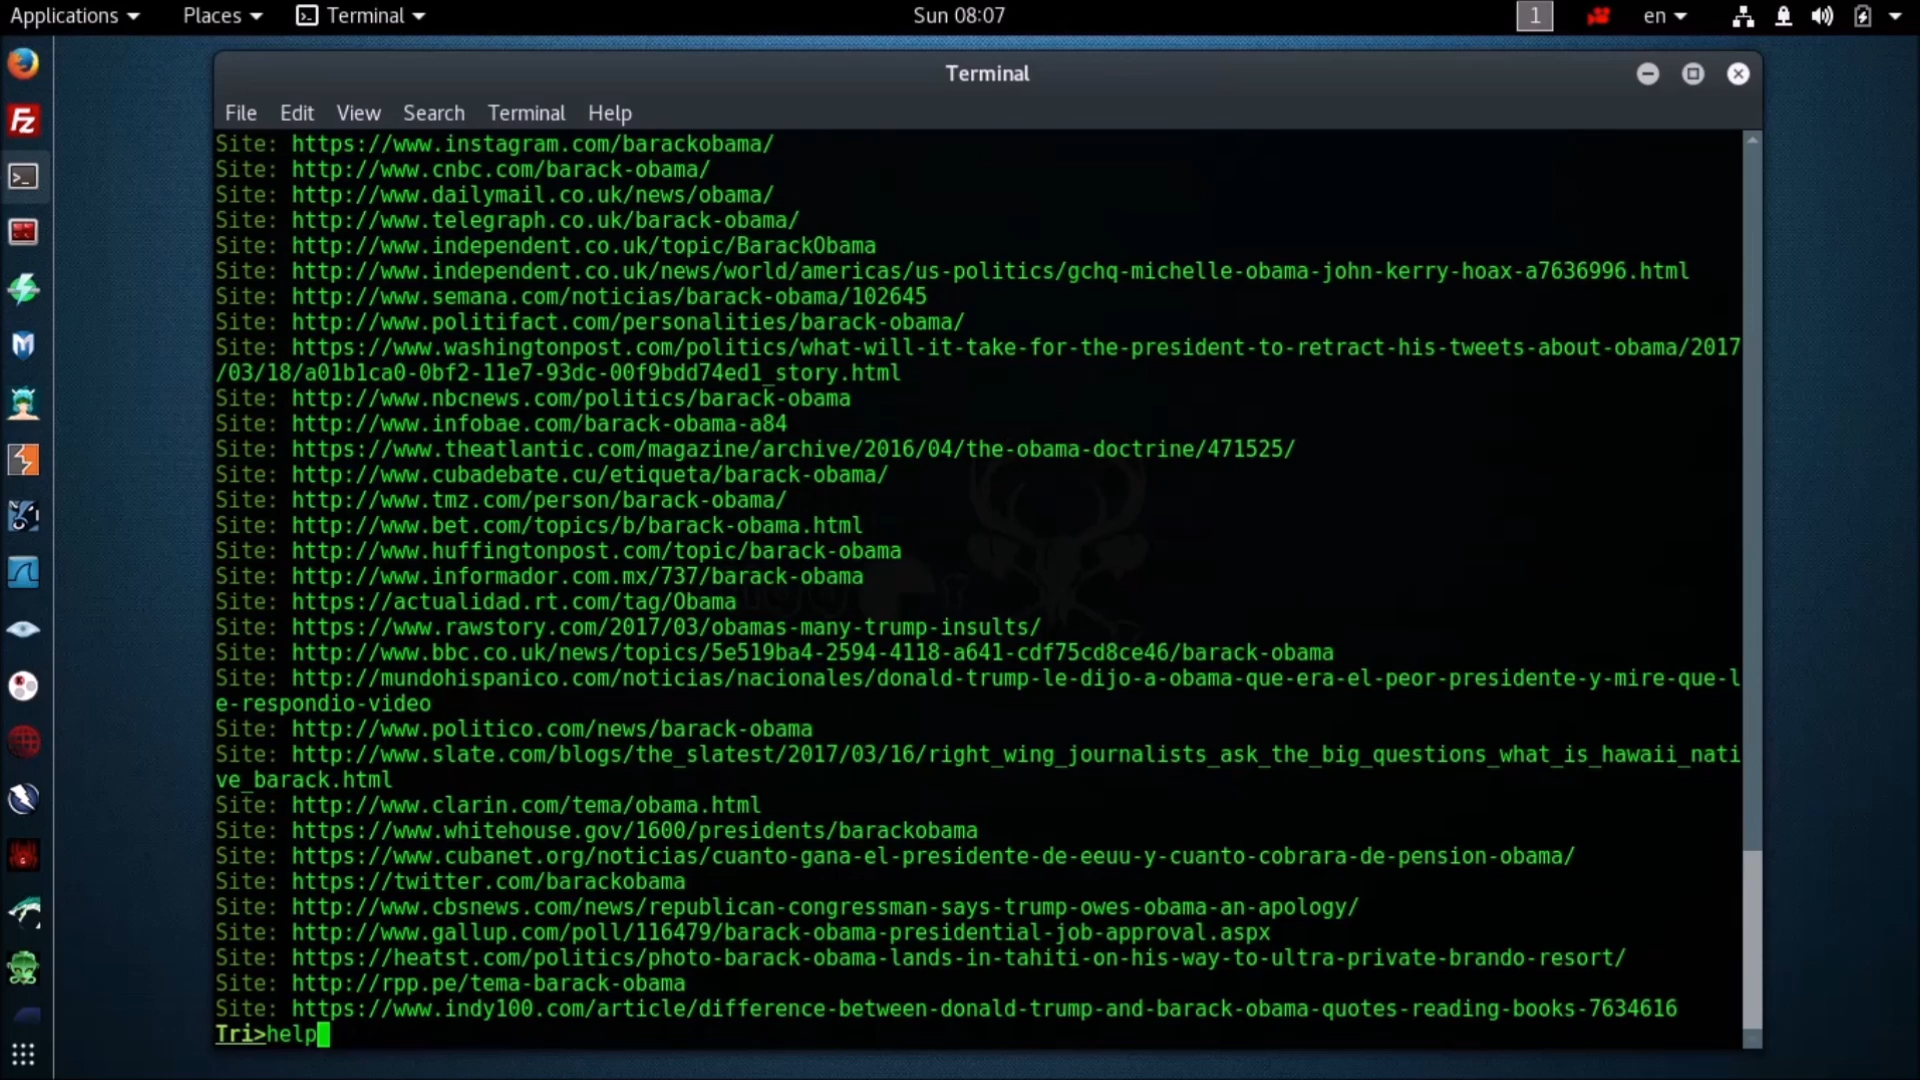 Applications Places Terminal Sun 08:07 1 en
Terminal
File Edit View Search Terminal Help
Site: https://www.instagram.com/barackobama/
Site: http://www.cnbc.com/barack-obama/
Site: http://www.dailymail.co.uk/news/obama/
Site: http://www.telegraph.co.uk/barack-obama/
Site: http://www.independent.co.uk/topic/BarackObama
Site: http://www.independent.co.uk/news/world/americas/us-politics/gchq-michelle-obama-john-kerry-hoax-a7636996.html
Site: http://www.semana.com/noticias/barack-obama/102645
Site: http://www.politifact.com/personalities/barack-obama/
Site: https://www.washingtonpost.com/politics/what-will-it-take-for-the-president-to-retract-his-tweets-about-obama/2017
/03/18/a01b1ca0-0bf2-11e7-93dc-00f9bdd74ed1_story.html
Site: http://www.nbcnews.com/politics/barack-obama
Site: http://www.infobae.com/barack-obama-a84
Site: https://www.theatlantic.com/magazine/archive/2016/04/the-obama-doctrine/471525/
Site: http://www.cubadebate.cu/etiqueta/barack-obama/
Site: http://www.tmz.com/person/barack-obama/
Site: http://www.bet.com/topics/b/barack-obama.html
Site: http://www.huffingtonpost.com/topic/barack-obama
Site: http://www.informador.com.mx/737/barack-obama
Site: https://actualidad.rt.com/tag/Obama
Site: https://www.rawstory.com/2017/03/obamas-many-trump-insults/
Site: http://www.bbc.co.uk/news/topics/5e519ba4-2594-4118-a641-cdf75cd8ce46/barack-obama
Site: http://mundohispanico.com/noticias/nacionales/donald-trump-le-dijo-a-obama-que-era-el-peor-presidente-y-mire-que-l
e-respondio-video
Site: http://www.politico.com/news/barack-obama
Site: http://www.slate.com/blogs/the_slatest/2017/03/16/right_wing_journalists_ask_the_big_questions_what_is_hawaii_nati
ve_barack.html
Site: http://www.clarin.com/tema/obama.html
Site: https://www.whitehouse.gov/1600/presidents/barackobama
Site: https://www.cubanet.org/noticias/cuanto-gana-el-presidente-de-eeuu-y-cuanto-cobrara-de-pension-obama/
Site: https://twitter.com/barackobama
Site: http://www.cbsnews.com/news/republican-congressman-says-trump-owes-obama-an-apology/
Site: http://www.gallup.com/poll/116479/barack-obama-presidential-job-approval.aspx
Site: https://heatst.com/politics/photo-barack-obama-lands-in-tahiti-on-his-way-to-ultra-private-brando-resort/
Site: http://rpp.pe/tema-barack-obama
Site: https://www.indy100.com/article/difference-between-donald-trump-and-barack-obama-quotes-reading-books-7634616
Tri>help